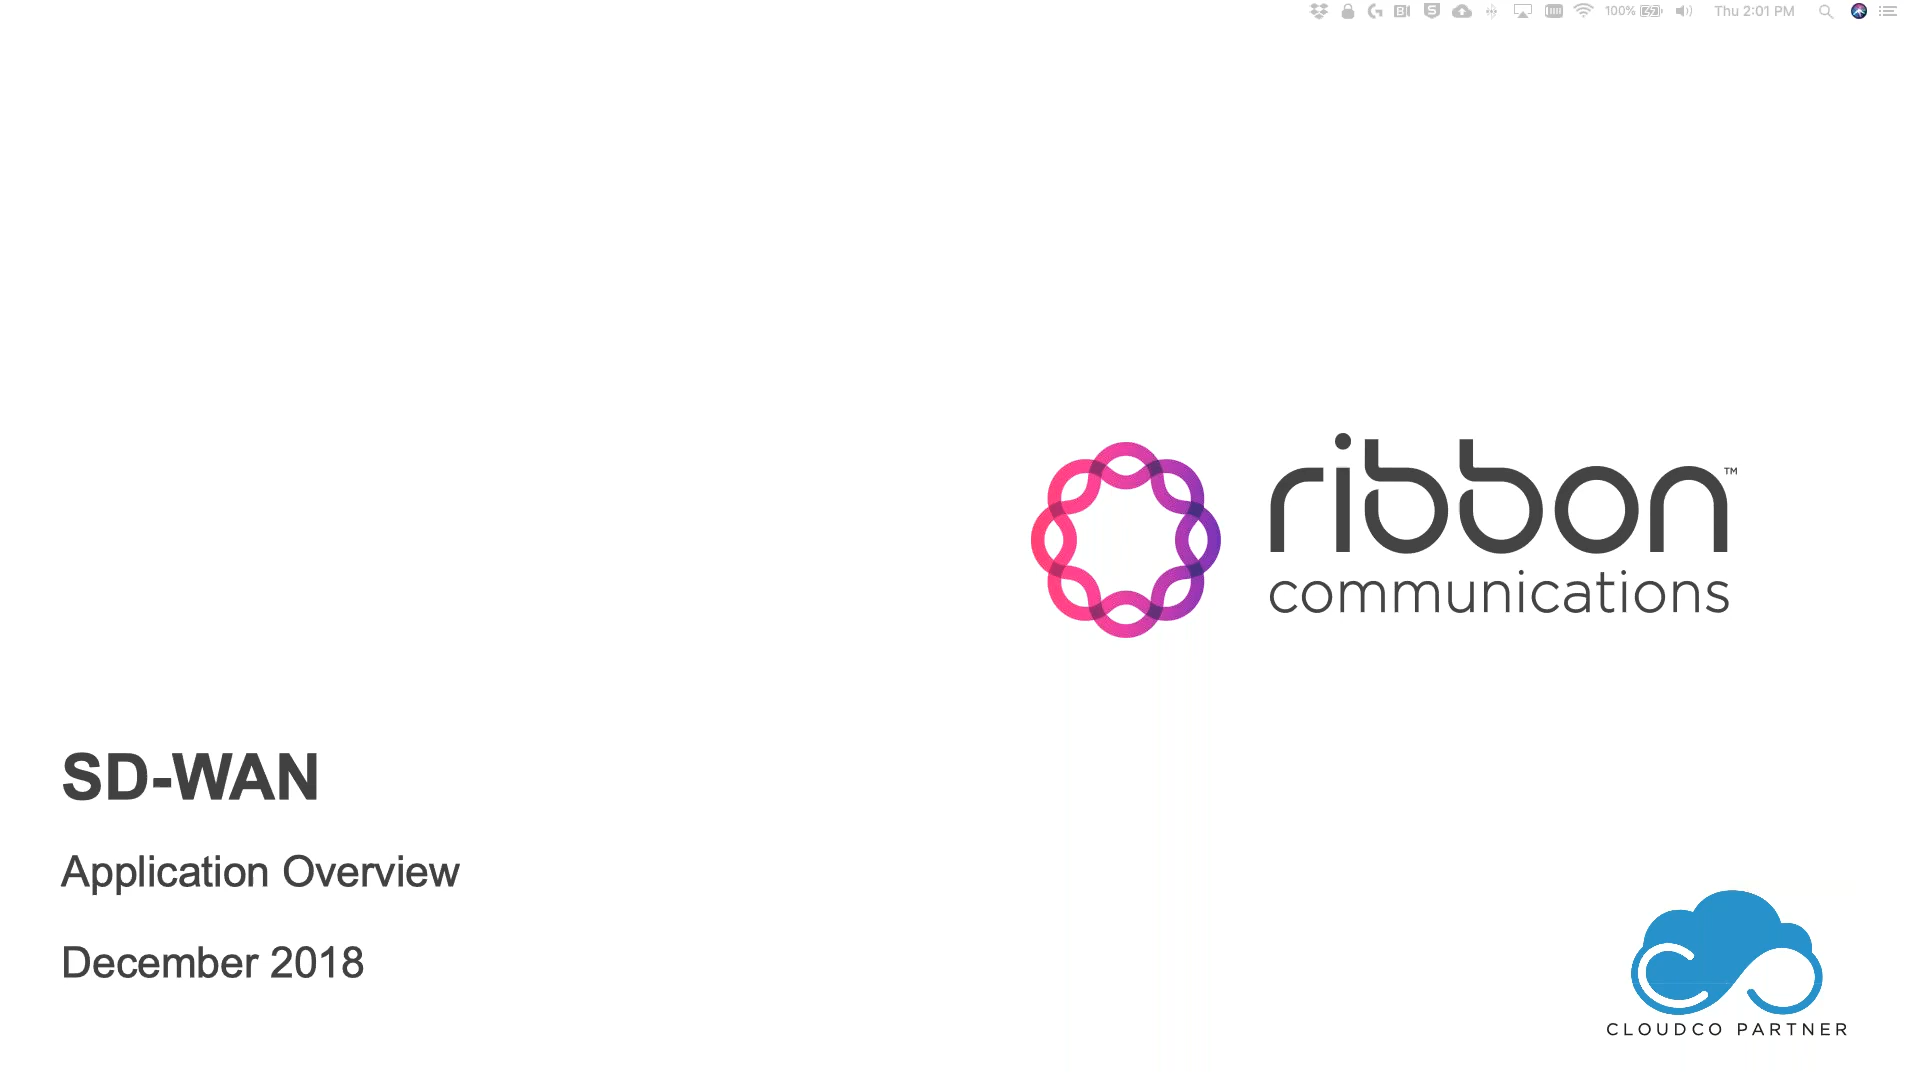 100%
Thu 2:01 PM
ribbon™
communications
SD-WAN
Application Overview
December 2018
CLOUDCO PARTNER